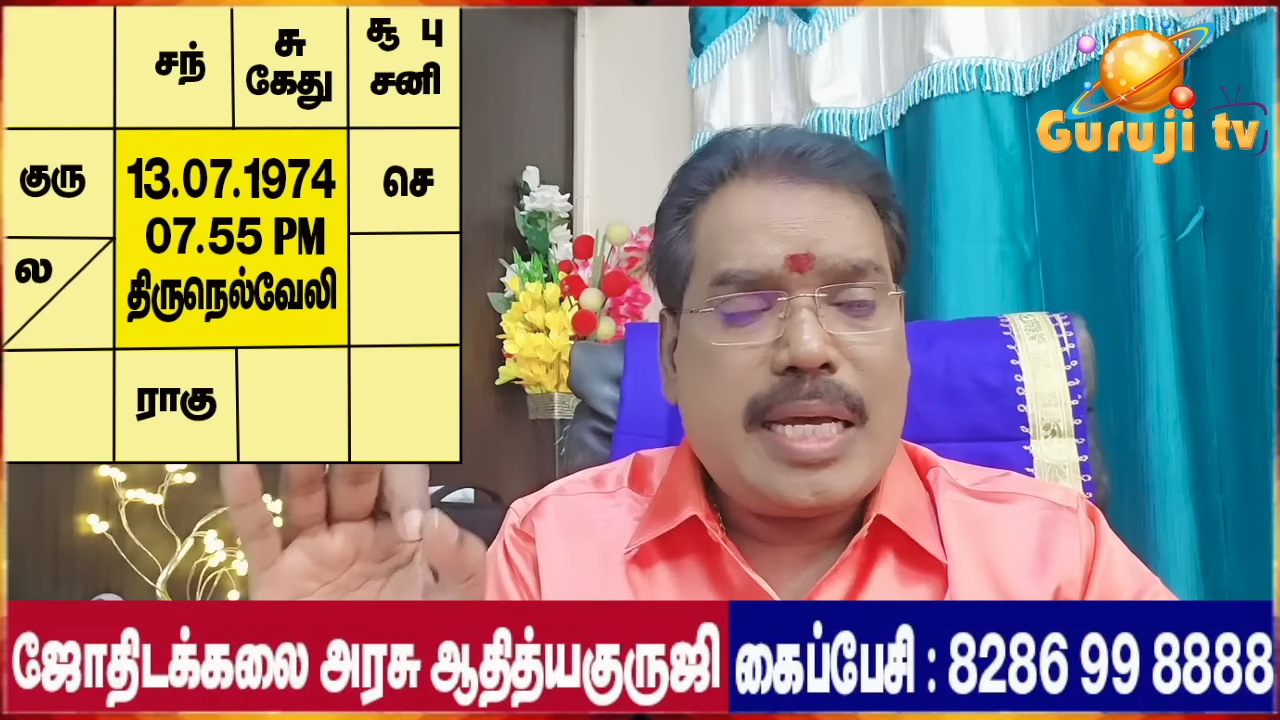 சந்
சு
கேது
சூ பு
சனி
குரு
செ
ல
ராகு
13.07.1974
07.55 PM
திருநெல்வேலி
Guruji tv
ஜோதிடக்கலை அரசு ஆதித்யகுருஜி
கைப்பேசி : 8286 99 8888